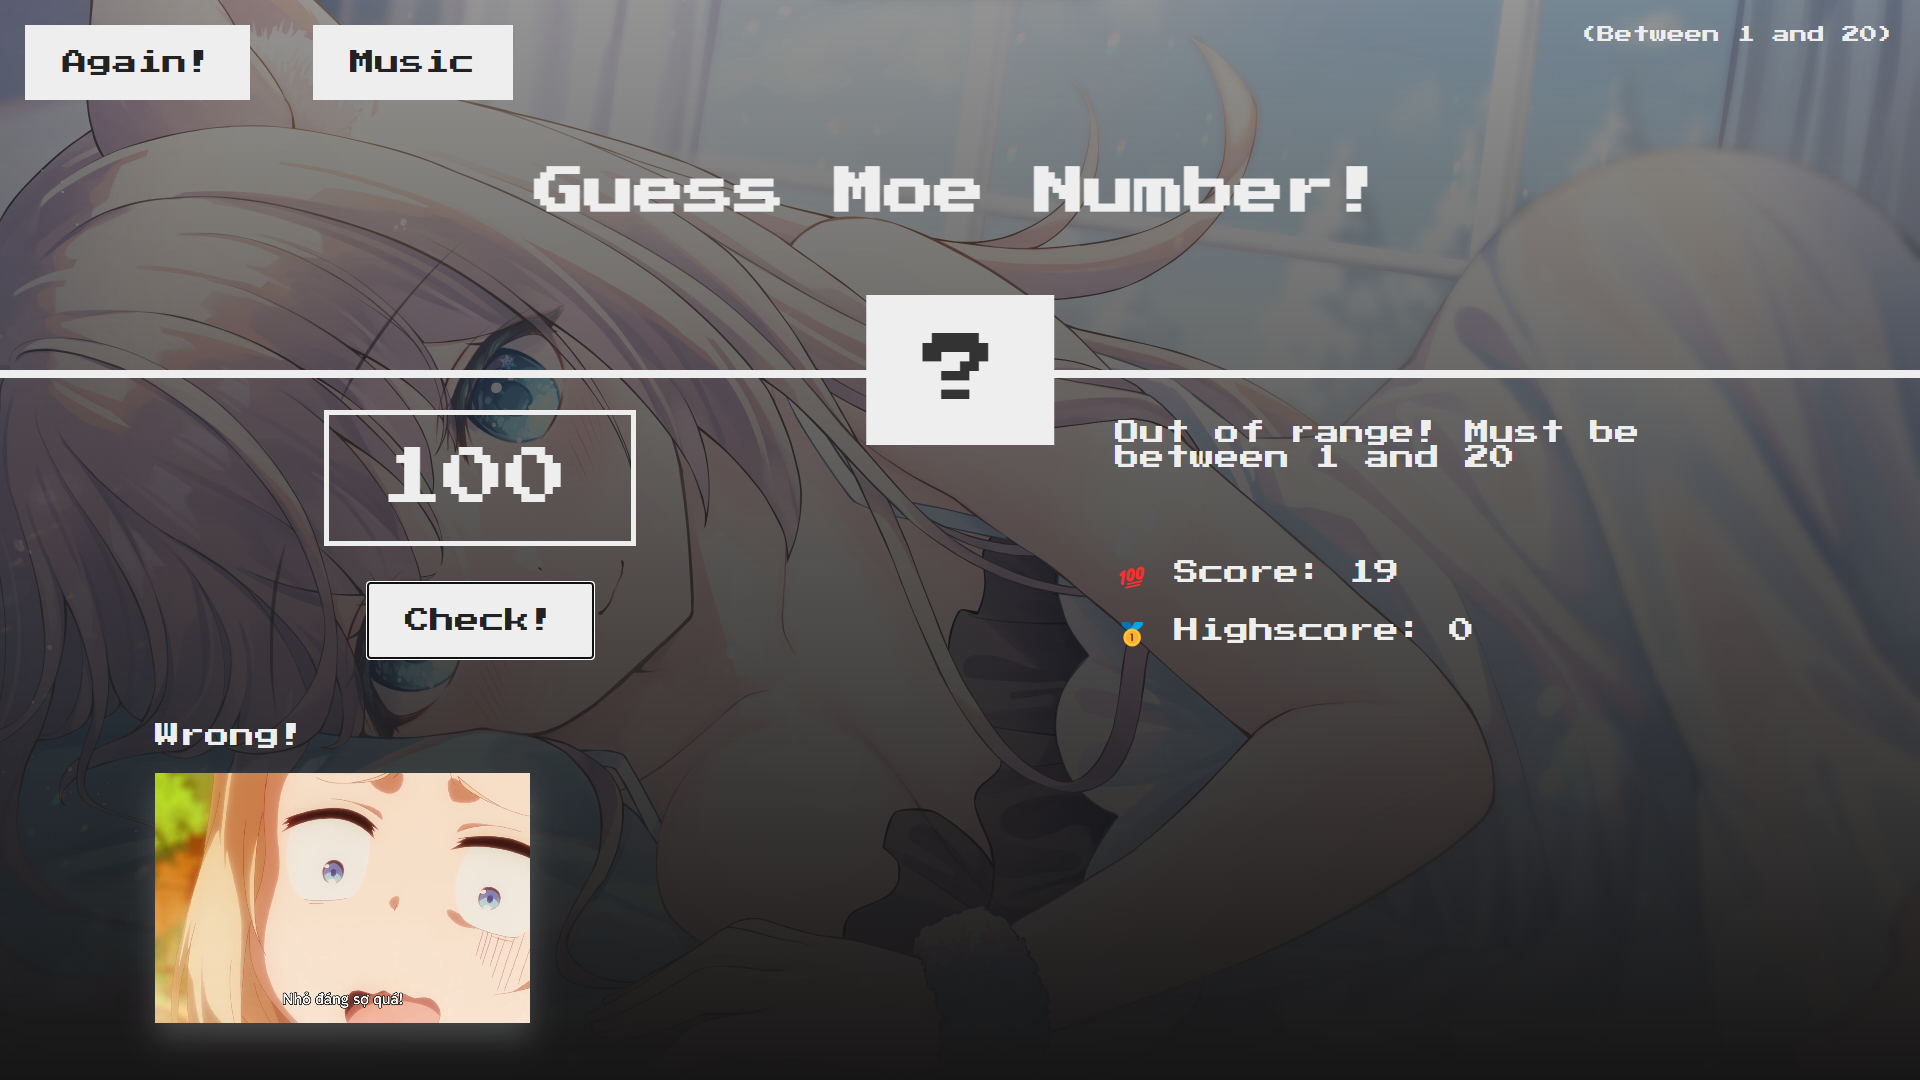 Again!
Music
(Between 1 and 20)
Guess Moe Number!
?
100
Check!
Out of range! Must be
between 1 and 20
💯 Score: 19
🥇 Highscore: 0
Wrong!
Nhỏ đáng sợ quá!